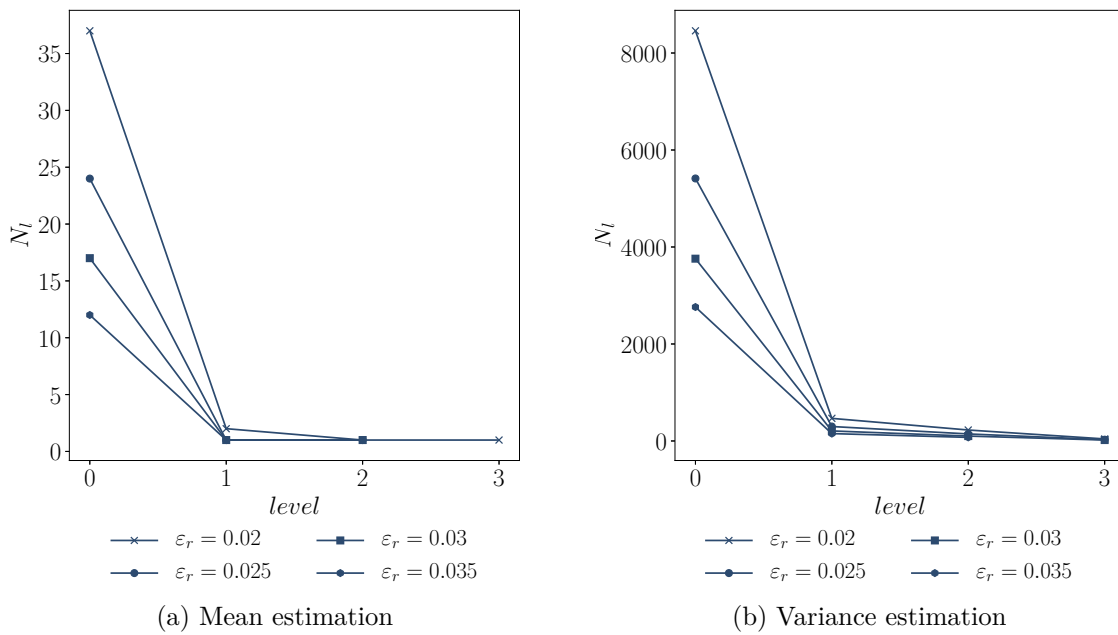 35
30
25
20
15
10
5
0
N_l
0 1 2 3
level
ε_r = 0.02
ε_r = 0.03
ε_r = 0.025
ε_r = 0.035
(a) Mean estimation
8000
6000
4000
2000
0
N_l
0 1 2 3
level
ε_r = 0.02
ε_r = 0.03
ε_r = 0.025
ε_r = 0.035
(b) Variance estimation